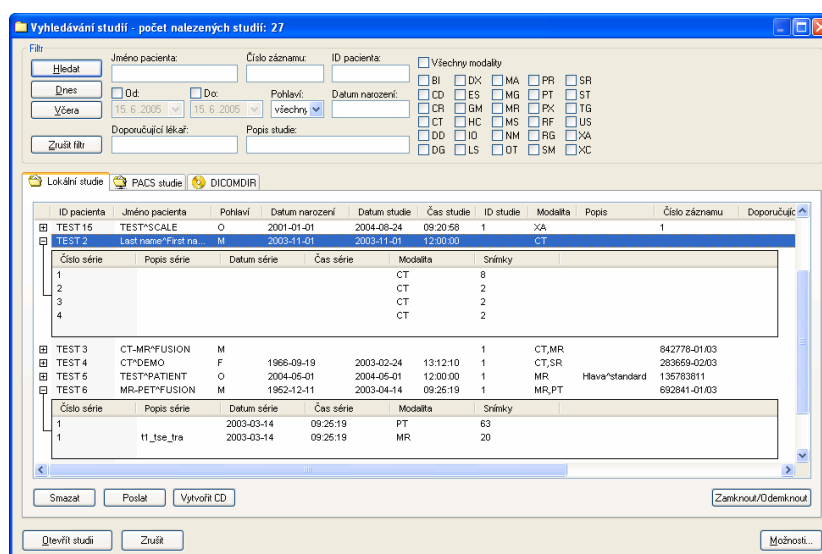 Vyhledávání studií - počet nalezených studií: 27
Filtr
Hledat
Dnes
Včera
Zrušit filtr
Jméno pacienta: Číslo záznamu: ID pacienta:
Od: Do: Pohlaví: Datum narození:
15. 6. 2005 15. 6. 2005 všechny
Doporučující lékař: Popis studie:
Všechny modality
BI DX MA PR SR
CD ES MG PT ST
CR GM MR PX TG
CT HC MS RF US
DD IO NM RG XA
DG LS OT SM XC
Lokální studie PACS studie DICOMDIR
ID pacienta Jméno pacienta Pohlaví Datum narození Datum studie Čas studie ID studie Modalita Popis Číslo záznamu Doporučujíc
TEST 15 TEST^SCALE O 2001-01-01 2004-08-24 09:20:58 1 XA 1
TEST 2 Last name^First na... M 2003-11-01 2003-11-01 12:00:00 CT
Číslo série Popis série Datum série Čas série Modalita Snímky
1 CT 8
2 CT 2
3 CT 2
4 CT 2
TEST 3 CT-MR^FUSION M 1 CT,MR 842778-01/03
TEST 4 CT^DEMO F 1966-09-19 2003-02-24 13:12:10 1 CT,SR 283659-02/03
TEST 5 TEST^PATIENT O 2004-05-01 2004-05-01 12:00:00 1 MR Hlava^standard 135783811
TEST 6 MR-PET^FUSION M 1952-12-11 2003-04-14 09:25:19 1 MR,PT 692841-01/03
Číslo série Popis série Datum série Čas série Modalita Snímky
1 2003-03-14 09:25:19 PT 63
1 t1_tse_tra 2003-03-14 09:25:19 MR 20
Smazat Poslat Vytvořit CD Zamknout/Odemknout
Otevřít studii Zrušit Možnosti...